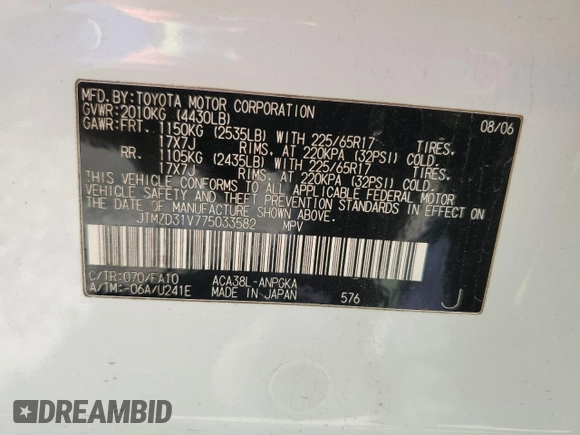 MFD. BY:TOYOTA MOTOR CORPORATION 08/06
GVWR:2010KG (4430LB)
GAWR:FRT. 1150KG (2535LB) WITH 225/65R17 TIRES.
17X7J RIMS. AT 220KPA (32PSI) COLD.
RR. 1105KG (2435LB) WITH 225/65R17 TIRES.
17X7J RIMS. AT 220KPA (32PSI) COLD.
THIS VEHICLE CONFORMS TO ALL APPLICABLE FEDERAL MOTOR
VEHICLE SAFETY AND THEFT PREVENTION STANDARDS IN EFFECT ON
THE DATE OF MANUFACTURE SHOWN ABOVE.
JTMZD31V775033582 MPV
C/TR:070/FA10 ACA38L-ANPGKA
A/TM:-06A/U241E MADE IN JAPAN 576 J
DREAMBID